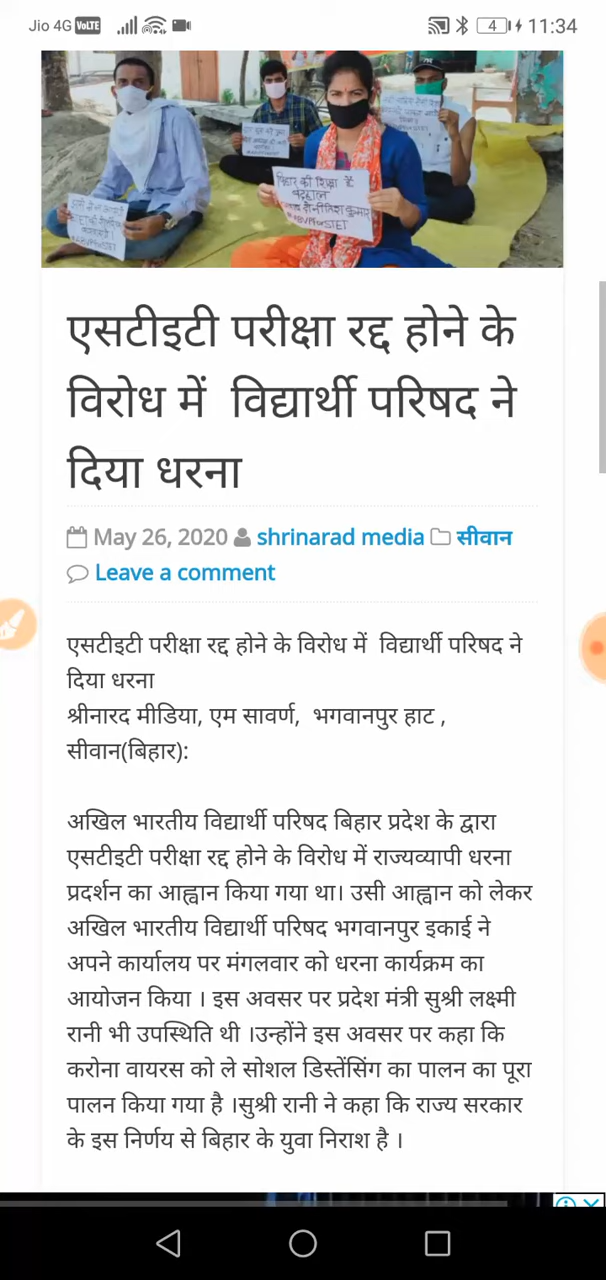 Jio 4G VoLTE 4 11:34
बिहार की शिक्षा है
बदहाल
नीतिश कुमार
#ABVPforSTET
एसटीइटी परीक्षा रद्द होने के
विरोध में विद्यार्थी परिषद ने
दिया धरना
May 26, 2020 shrinarad media सीवान
Leave a comment
एसटीइटी परीक्षा रद्द होने के विरोध में विद्यार्थी परिषद ने
दिया धरना
श्रीनारद मीडिया, एम सावर्ण, भगवानपुर हाट ,
सीवान(बिहार):
अखिल भारतीय विद्यार्थी परिषद बिहार प्रदेश के द्वारा
एसटीइटी परीक्षा रद्द होने के विरोध में राज्यव्यापी धरना
प्रदर्शन का आह्वान किया गया था। उसी आह्वान को लेकर
अखिल भारतीय विद्यार्थी परिषद भगवानपुर इकाई ने
अपने कार्यालय पर मंगलवार को धरना कार्यक्रम का
आयोजन किया । इस अवसर पर प्रदेश मंत्री सुश्री लक्ष्मी
रानी भी उपस्थिति थी ।उन्होंने इस अवसर पर कहा कि
करोना वायरस को ले सोशल डिस्तेंसिंग का पालन का पूरा
पालन किया गया है ।सुश्री रानी ने कहा कि राज्य सरकार
के इस निर्णय से बिहार के युवा निराश है ।